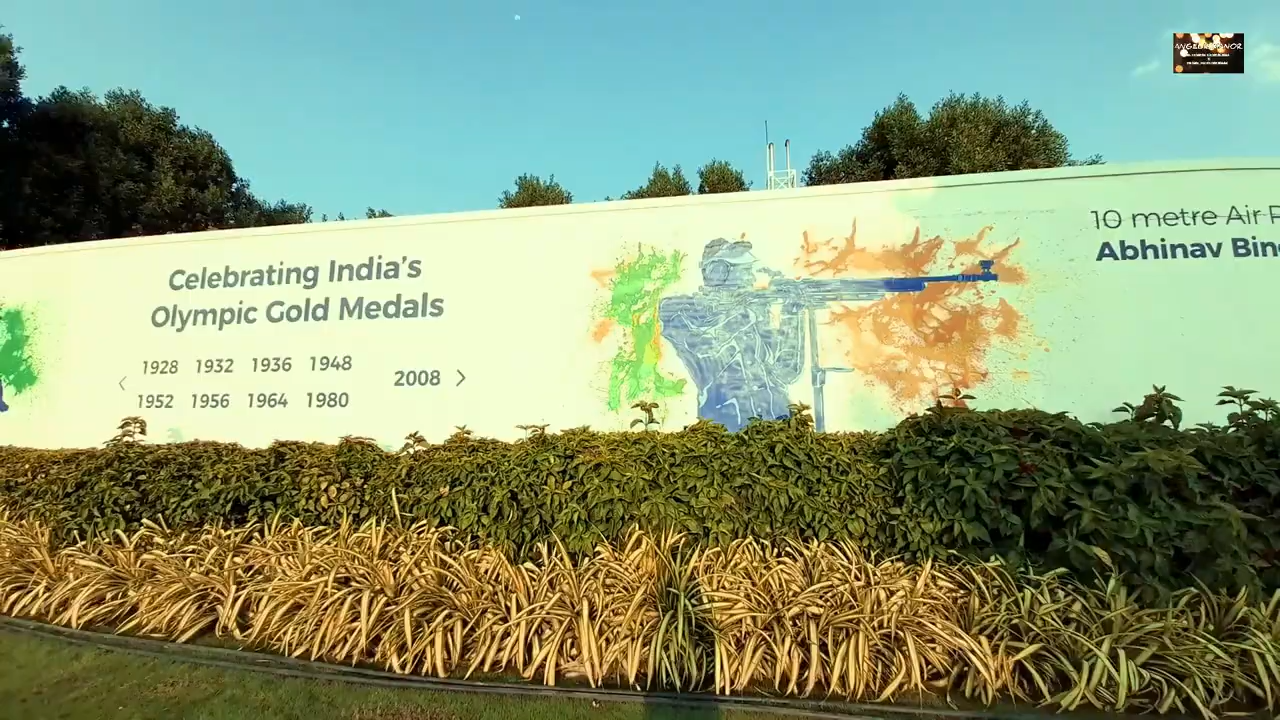 Celebrating India's
Olympic Gold Medals
1928 1932 1936 1948
1952 1956 1964 1980
2008
10 metre Air
Abhinav